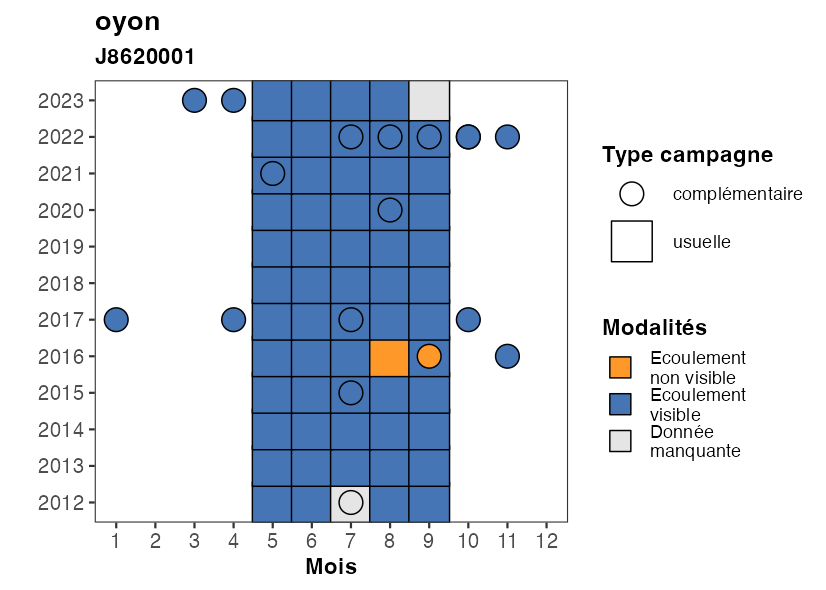 oyon
J8620001
2023
2022
2021
2020
2019
2018
2017
2016
2015
2014
2013
2012
1 2 3 4 5 6 7 8 9 10 11 12
Mois
Type campagne
complémentaire
usuelle
Modalités
Ecoulement
non visible
Ecoulement
visible
Donnée
manquante